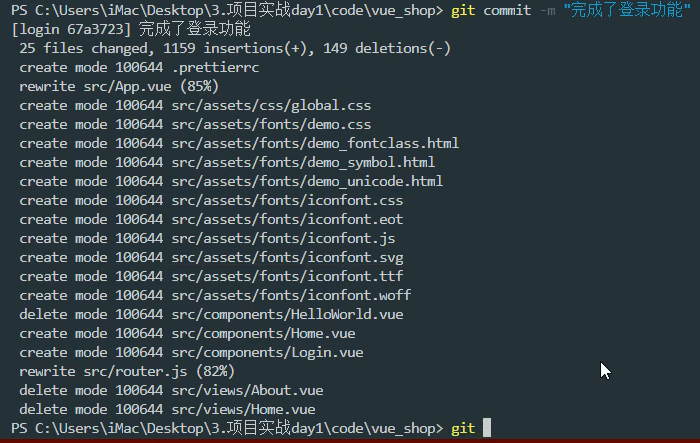 PS C:\Users\iMac\Desktop\3.项目实战day1\code\vue_shop> git commit -m "完成了登录功能"
[login 67a3723] 完成了登录功能
25 files changed, 1159 insertions(+), 149 deletions(-)
create mode 100644 .prettierrc
rewrite src/App.vue (85%)
create mode 100644 src/assets/css/global.css
create mode 100644 src/assets/fonts/demo.css
create mode 100644 src/assets/fonts/demo_fontclass.html
create mode 100644 src/assets/fonts/demo_symbol.html
create mode 100644 src/assets/fonts/demo_unicode.html
create mode 100644 src/assets/fonts/iconfont.css
create mode 100644 src/assets/fonts/iconfont.eot
create mode 100644 src/assets/fonts/iconfont.js
create mode 100644 src/assets/fonts/iconfont.svg
create mode 100644 src/assets/fonts/iconfont.ttf
create mode 100644 src/assets/fonts/iconfont.woff
delete mode 100644 src/components/HelloWorld.vue
create mode 100644 src/components/Home.vue
create mode 100644 src/components/Login.vue
rewrite src/router.js (82%)
delete mode 100644 src/views/About.vue
delete mode 100644 src/views/Home.vue
PS C:\Users\iMac\Desktop\3.项目实战day1\code\vue_shop> git